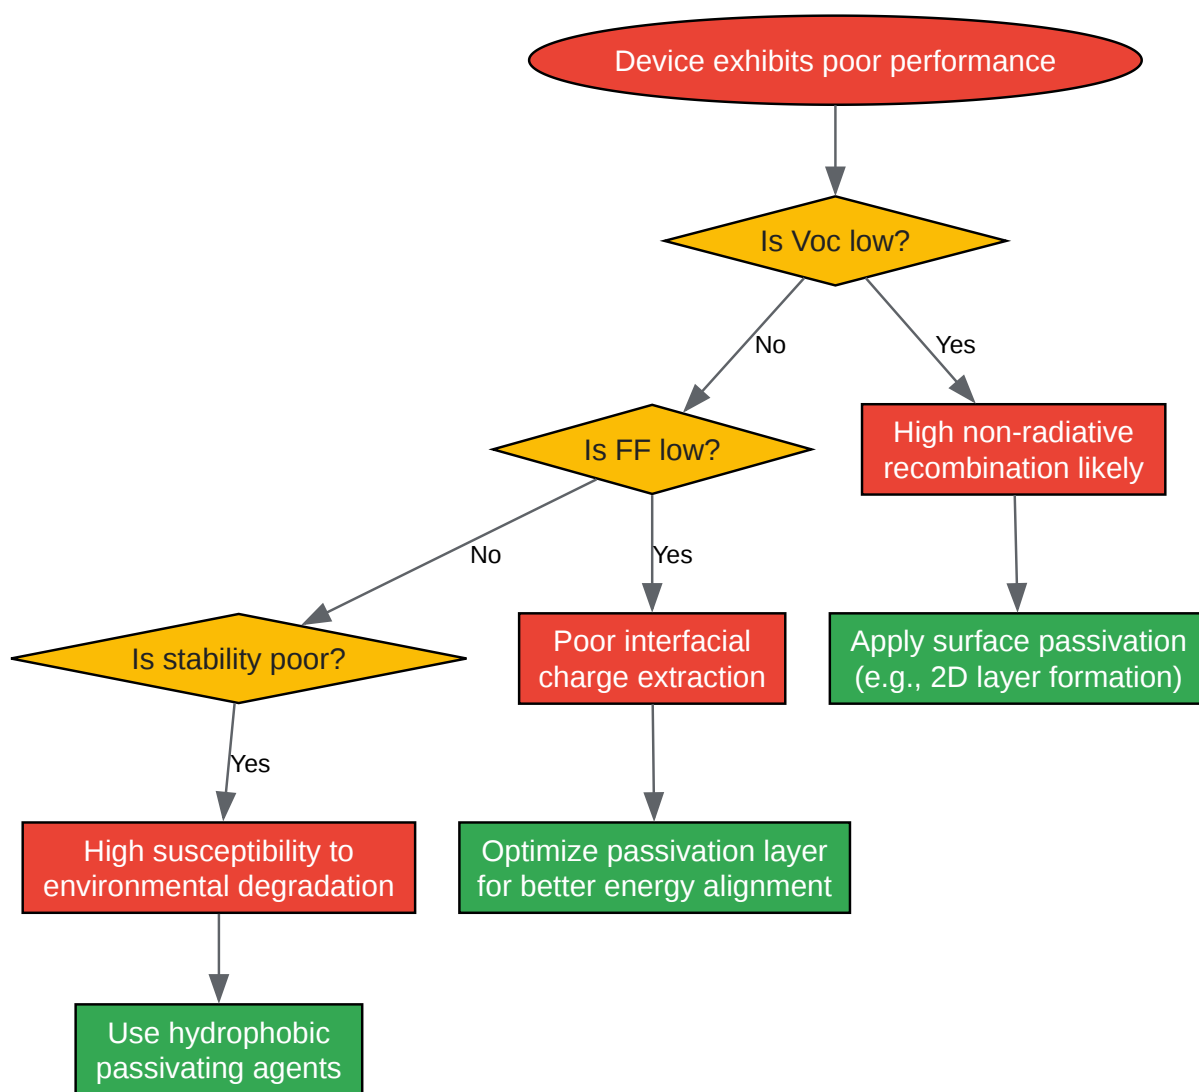 Device exhibits poor performance
Is Voc low?
No
Yes
Is FF low?
High non-radiative
recombination likely
No
Yes
Is stability poor?
Poor interfacial
charge extraction
Apply surface passivation
(e.g., 2D layer formation)
Yes
High susceptibility to
environmental degradation
Optimize passivation layer
for better energy alignment
Use hydrophobic
passivating agents